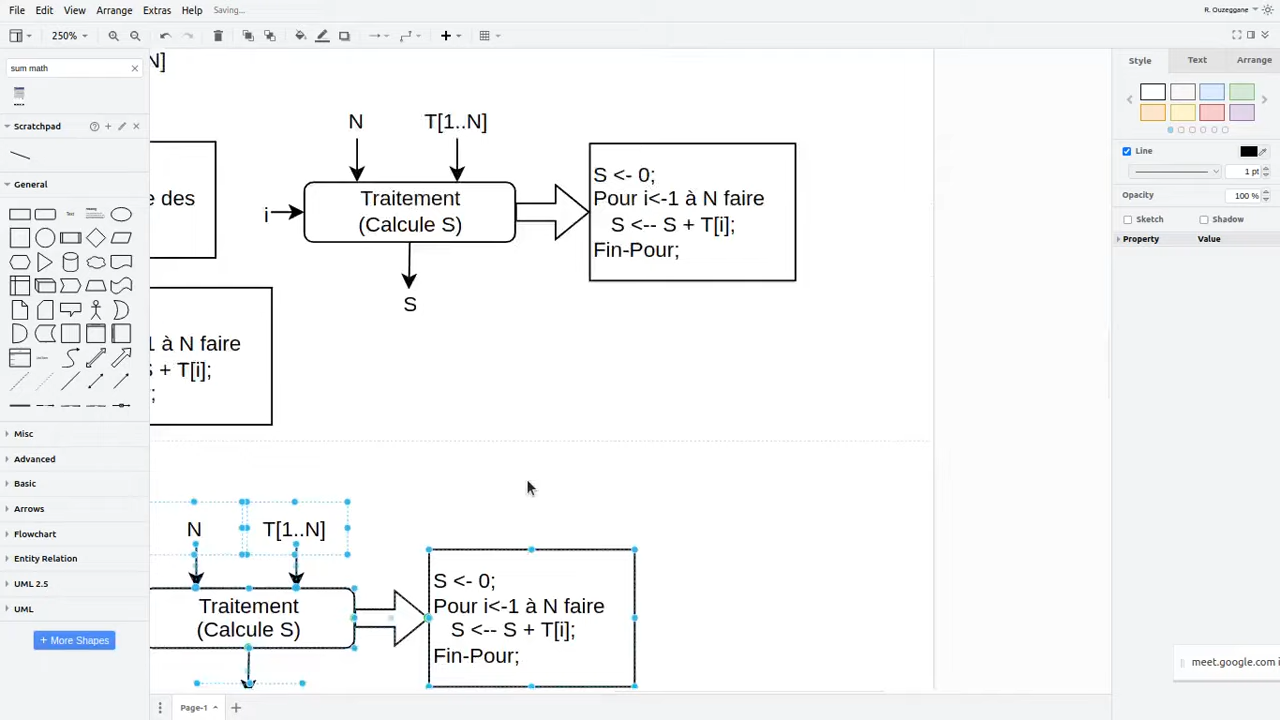 File Edit View Arrange Extras Help Saving...
R. Ouzeggane
250%
sum math
Scratchpad
General
Text
Misc
Advanced
Basic
Arrows
Flowchart
Entity Relation
UML 2.5
UML
+ More Shapes
N]
e des
1 à N faire
S + T[i];
;
N
T[1..N]
i
Traitement
(Calcule S)
S
S <- 0;
Pour i<-1 à N faire
S <-- S + T[i];
Fin-Pour;
N
T[1..N]
Traitement
(Calcule S)
S <- 0;
Pour i<-1 à N faire
S <-- S + T[i];
Fin-Pour;
Style Text Arrange
Line
1 pt
Opacity
100 %
Sketch Shadow
Property Value
meet.google.com i
Page-1